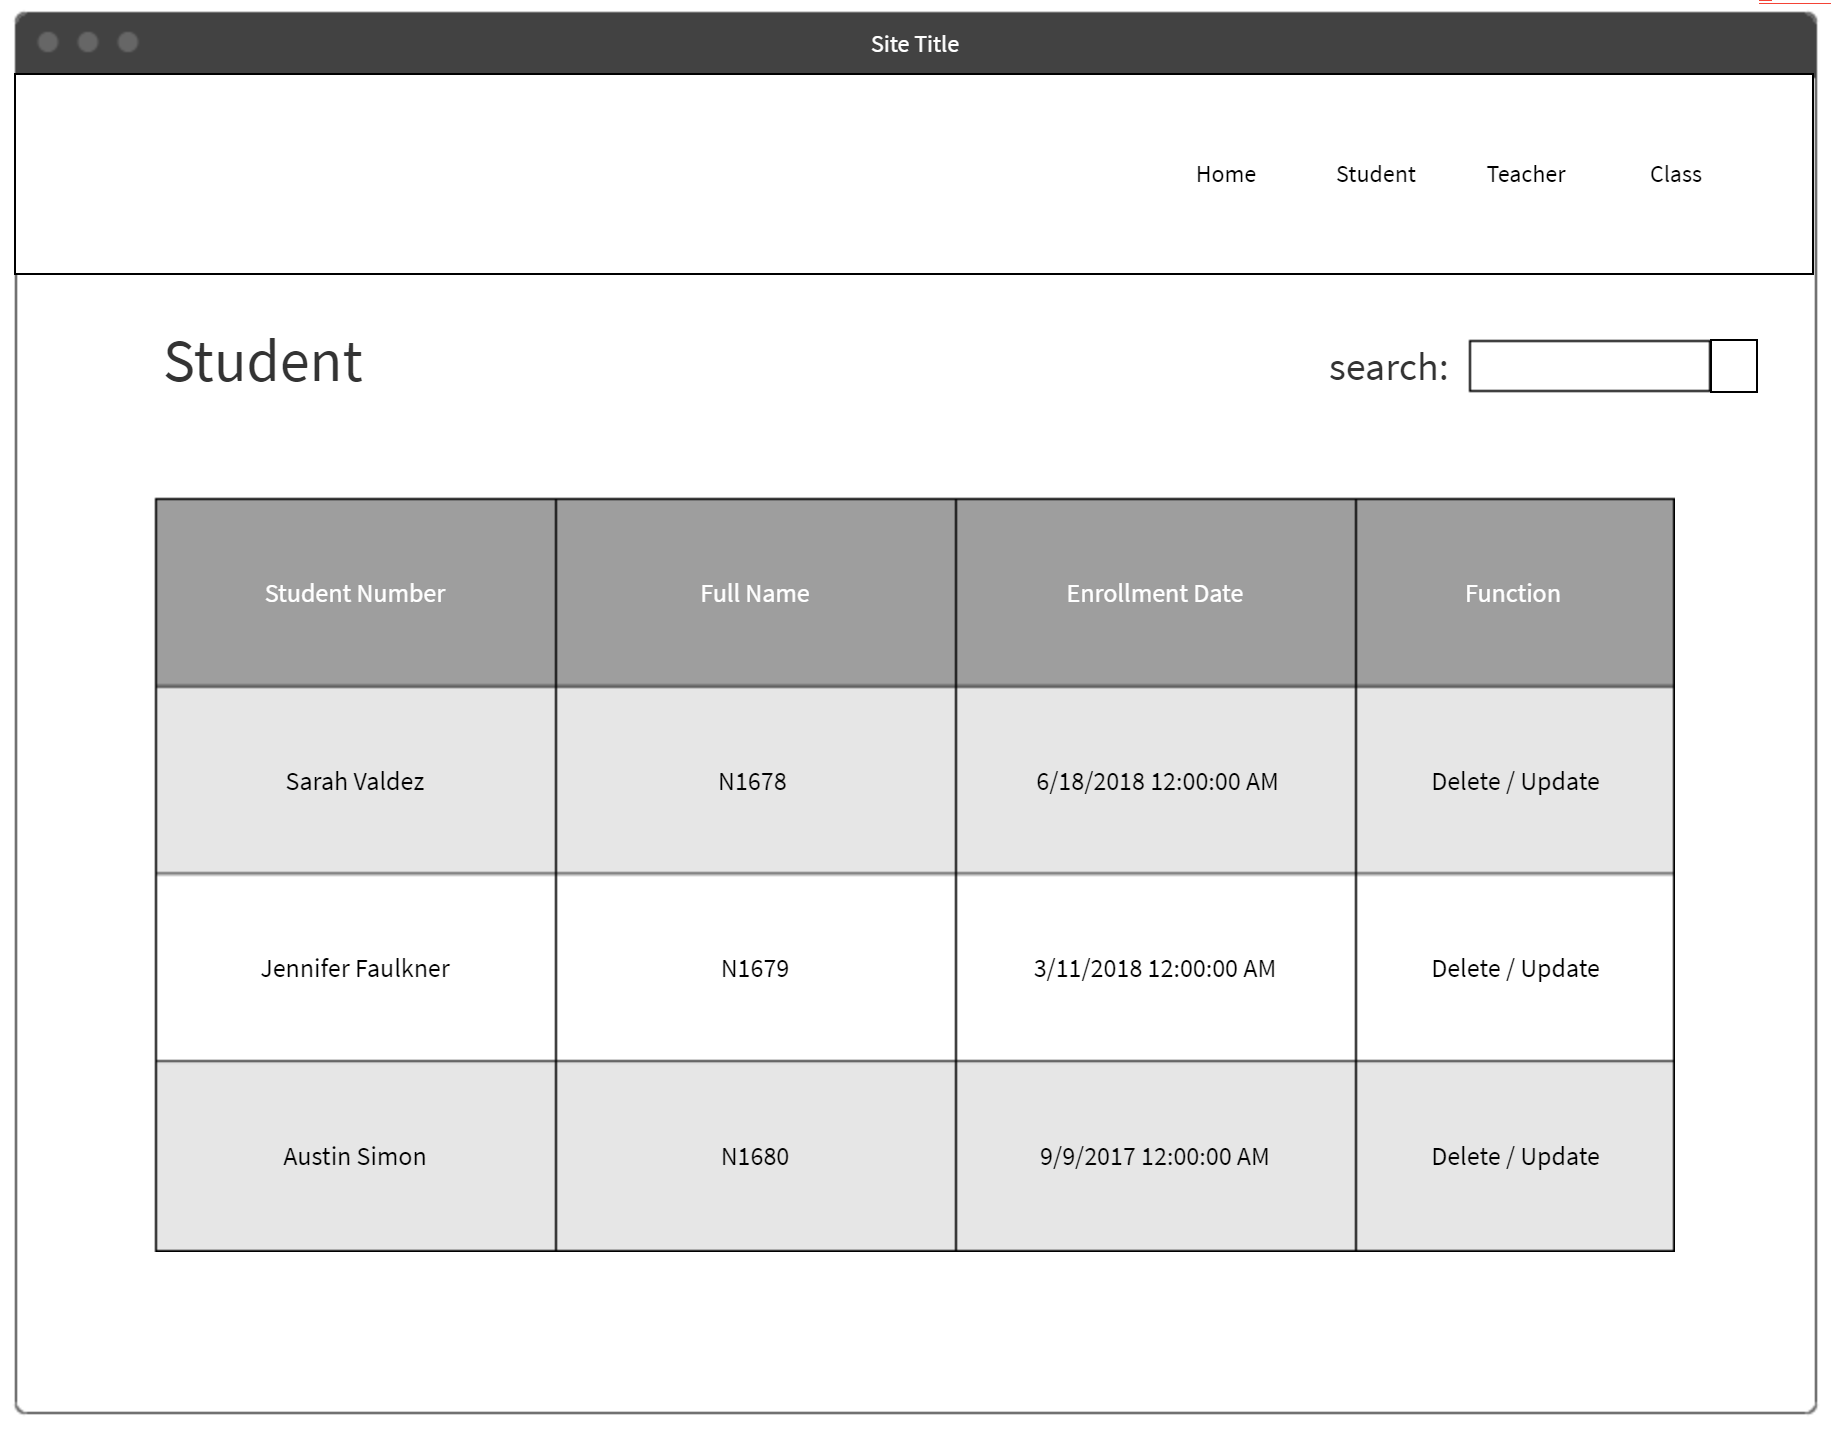 Site Title
Home Student Teacher Class
Student search:
Student Number Full Name Enrollment Date Function
Sarah Valdez N1678 6/18/2018 12:00:00 AM Delete / Update
Jennifer Faulkner N1679 3/11/2018 12:00:00 AM Delete / Update
Austin Simon N1680 9/9/2017 12:00:00 AM Delete / Update